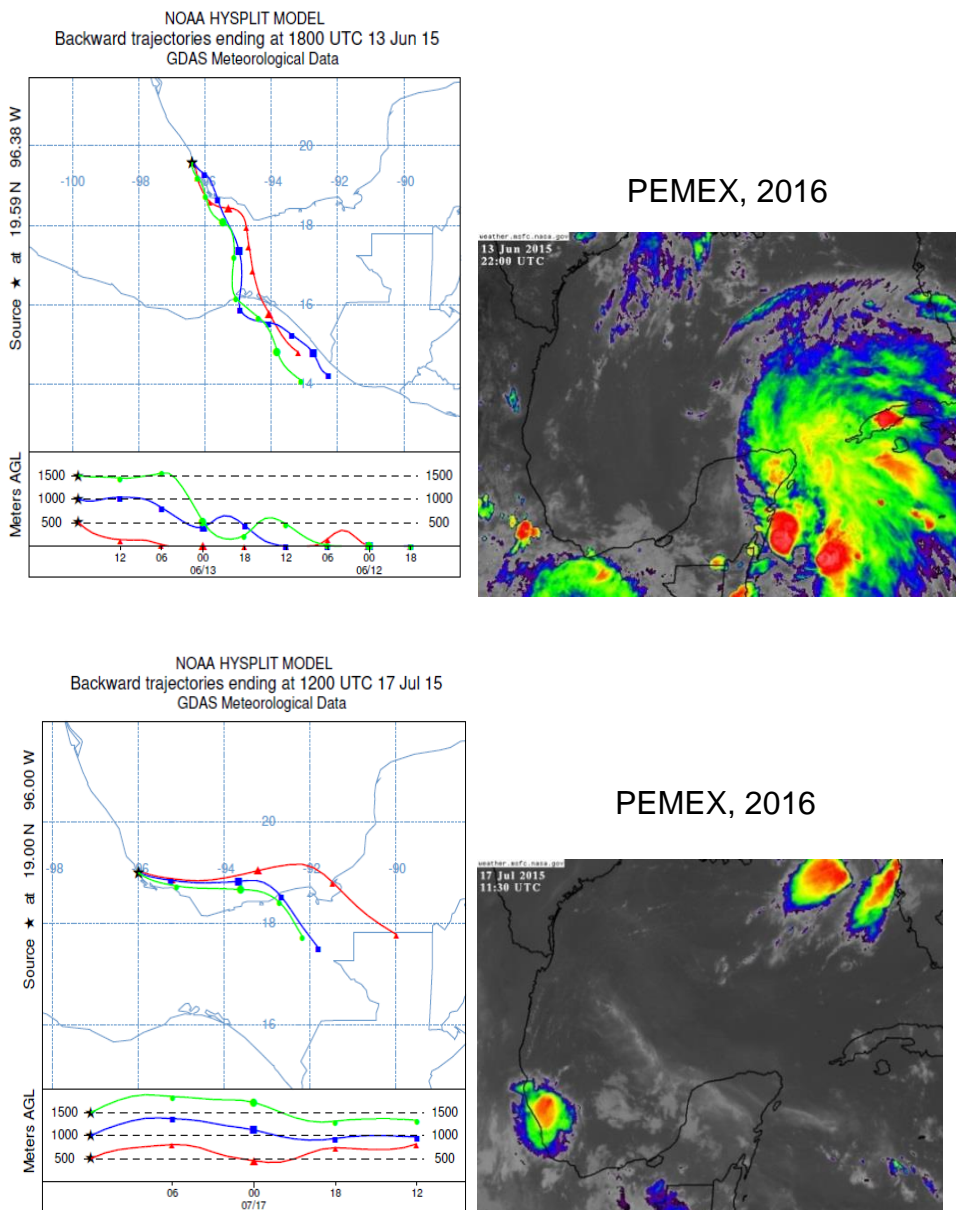 NOAA HYSPLIT MODEL
Backward trajectories ending at 1800 UTC 13 Jun 15
GDAS Meteorological Data
Source ★ at 19.59 N 96.38 W
20
-100 -98 -96 -94 -92 -90
18
16
14
Meters AGL
1500 1500
1000 1000
500 500
12 06 00 18 12 06 00 18
06/13 06/12
PEMEX, 2016
weather.msfc.nasa.gov
13 Jun 2015
22:00 UTC
NOAA HYSPLIT MODEL
Backward trajectories ending at 1200 UTC 17 Jul 15
GDAS Meteorological Data
Source ★ at 19.00 N 96.00 W
20
-98 -96 -94 -92 -90
18
16
Meters AGL
1500 1500
1000 1000
500 500
06 00 18 12
07/17
PEMEX, 2016
weather.msfc.nasa.gov
17 Jul 2015
11:30 UTC